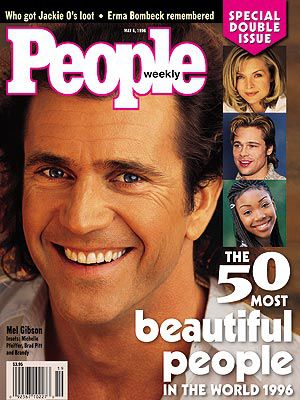 Who got Jackie O's loot • Erma Bombeck remembered
SPECIAL
DOUBLE
ISSUE
People
weekly
MAY 6, 1996
THE
50
MOST
beautiful
people
IN THE WORLD 1996
Mel Gibson
Insets: Michelle
Pfeiffer, Brad Pitt
and Brandy
$3.95
19